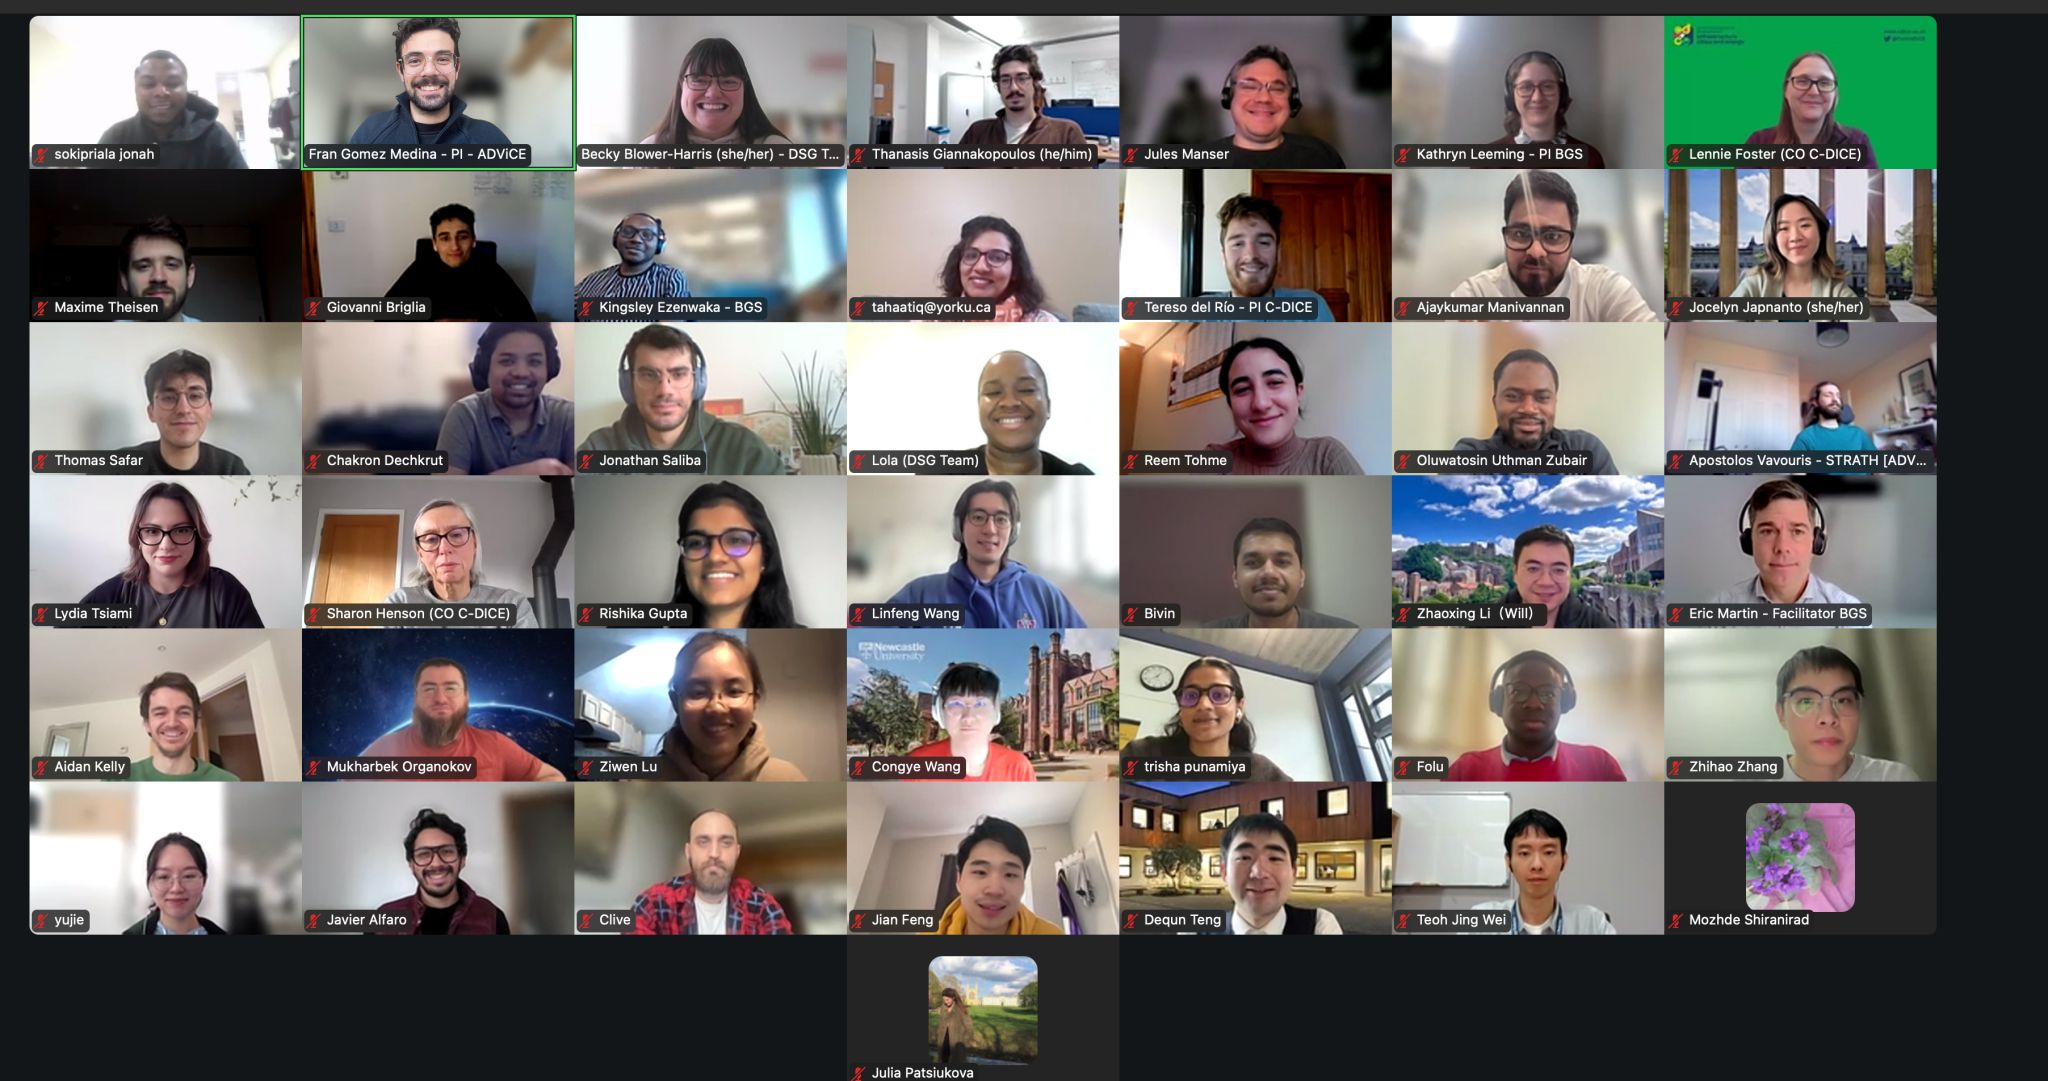 sokipriala jonah
Fran Gomez Medina - PI - ADViCE
Becky Blower-Harris (she/her) - DSG T...
Thanasis Giannakopoulos (he/him)
Jules Manser
Kathryn Leeming - PI BGS
Lennie Foster (CO C-DICE)
Maxime Theisen
Giovanni Briglia
Kingsley Ezenwaka - BGS
tahaatiq@yorku.ca
Tereso del Río - PI C-DICE
Ajaykumar Manivannan
Jocelyn Japnanto (she/her)
Thomas Safar
Chakron Dechkrut
Jonathan Saliba
Lola (DSG Team)
Reem Tohme
Oluwatosin Uthman Zubair
Apostolos Vavouris - STRATH [ADV...
Lydia Tsiami
Sharon Henson (CO C-DICE)
Rishika Gupta
Linfeng Wang
Bivin
Zhaoxing Li（Will）
Eric Martin - Facilitator BGS
Newcastle
University
Aidan Kelly
Mukharbek Organokov
Ziwen Lu
Congye Wang
trisha punamiya
Folu
Zhihao Zhang
yujie
Javier Alfaro
Clive
Jian Feng
Dequn Teng
Teoh Jing Wei
Mozhde Shiranirad
Julia Patsiukova